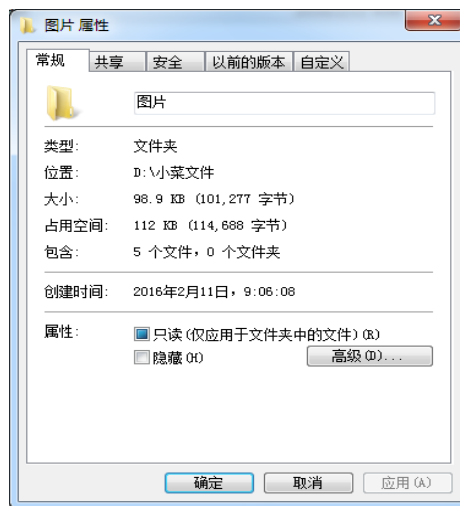 图片 属性
常规 共享 安全 以前的版本 自定义
图片
类型: 文件夹
位置: D:\小菜文件
大小: 98.9 KB (101,277 字节)
占用空间: 112 KB (114,688 字节)
包含: 5 个文件，0 个文件夹
创建时间: 2016年2月11日，9:06:08
属性: 只读(仅应用于文件夹中的文件)(R)
隐藏(H) 高级(D)...
确定 取消 应用(A)